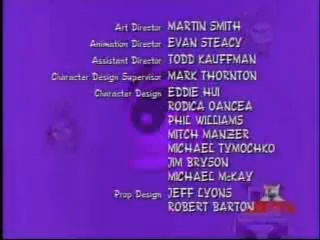 Art Director MARTIN SMITH
Animation Director EVAN STEACY
Assistant Director TODD KAUFFMAN
Character Design Supervisor MARK THORNTON
Character Design EDDIE HUI
RODICA OANCEA
PHIL WILLIAMS
MITCH MANZER
MICHAEL TYMOCHKO
JIM BRYSON
MICHAEL McKAY
Prop Design JEFF LYONS
ROBERT BARTON